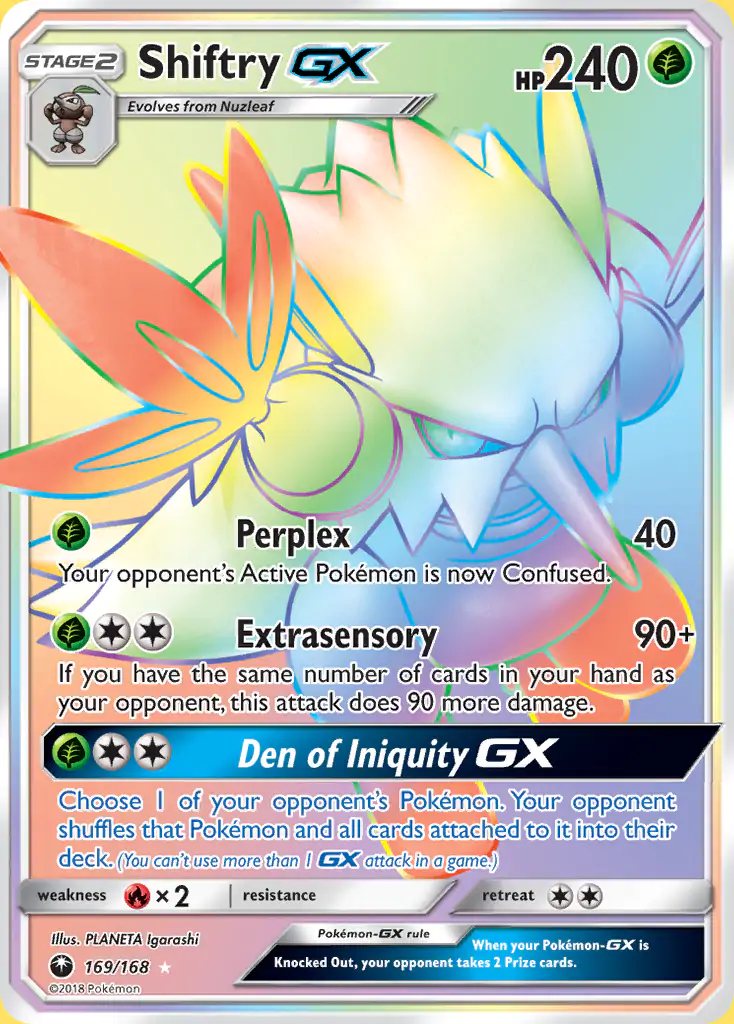 STAGE2
Shiftry GX
HP240
Evolves from Nuzleaf
Perplex 40
Your opponent's Active Pokémon is now Confused.
Extrasensory 90+
If you have the same number of cards in your hand as
your opponent, this attack does 90 more damage.
Den of Iniquity GX
Choose 1 of your opponent's Pokémon. Your opponent
shuffles that Pokémon and all cards attached to it into their
deck. (You can't use more than 1 GX attack in a game.)
weakness ×2 resistance retreat
Illus. PLANETA Igarashi
169/168
©2018 Pokémon
Pokémon-GX rule
When your Pokémon-GX is
Knocked Out, your opponent takes 2 Prize cards.